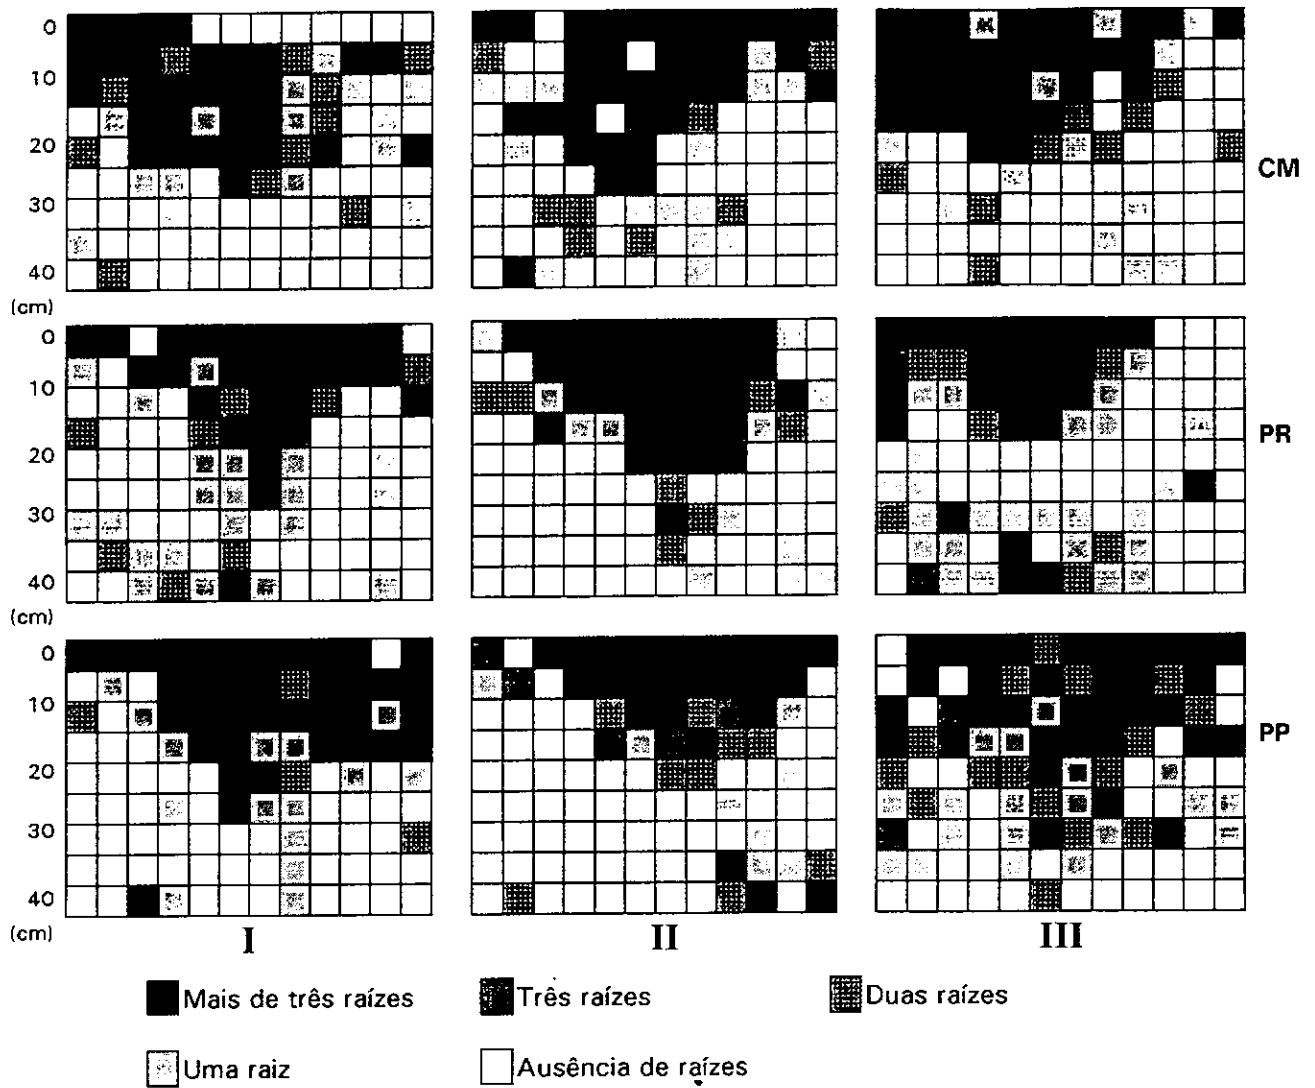 0
10
20
30
40
(cm)
CM
0
10
20
30
40
(cm)
PR
0
10
20
30
40
(cm)
PP
I II III
Mais de três raízes Três raízes Duas raízes
Uma raiz Ausência de raízes